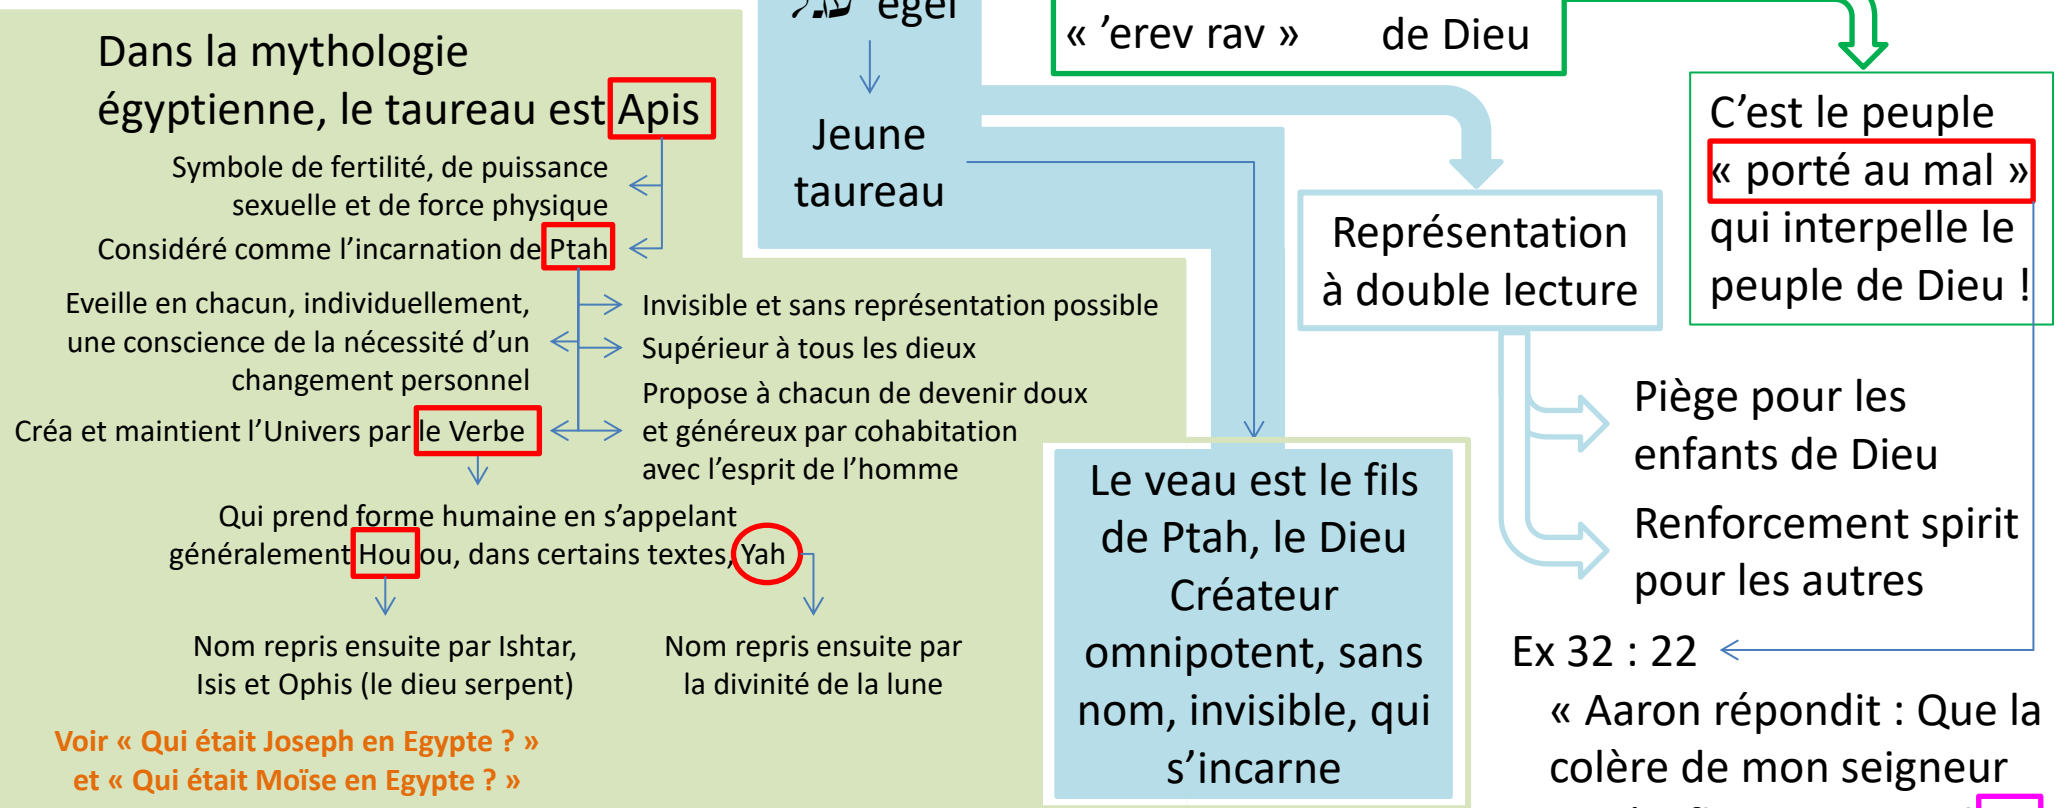 Dans la mythologie
égyptienne, le taureau est Apis
Symbole de fertilité, de puissance
sexuelle et de force physique
Considéré comme l’incarnation de Ptah
Eveille en chacun, individuellement,
une conscience de la nécessité d’un
changement personnel
Créa et maintient l’Univers par le Verbe
Invisible et sans représentation possible
Supérieur à tous les dieux
Propose à chacun de devenir doux
et généreux par cohabitation
avec l’esprit de l’homme
Qui prend forme humaine en s'appelant
généralement Hou ou, dans certains textes, Yah
Nom repris ensuite par Ishtar,
Isis et Ophis (le dieu serpent)
Nom repris ensuite par
la divinité de la lune
Voir « Qui était Joseph en Egypte ? »
et « Qui était Moïse en Egypte ? »
עגל egel
Jeune
taureau
Le veau est le fils
de Ptah, le Dieu
Créateur
omnipotent, sans
nom, invisible, qui
s’incarne
« ’erev rav » de Dieu
Représentation
à double lecture
Piège pour les
enfants de Dieu
Renforcement spirit
pour les autres
C’est le peuple
« porté au mal »
qui interpelle le
peuple de Dieu !
Ex 32 : 22
« Aaron répondit : Que la
colère de mon seigneur